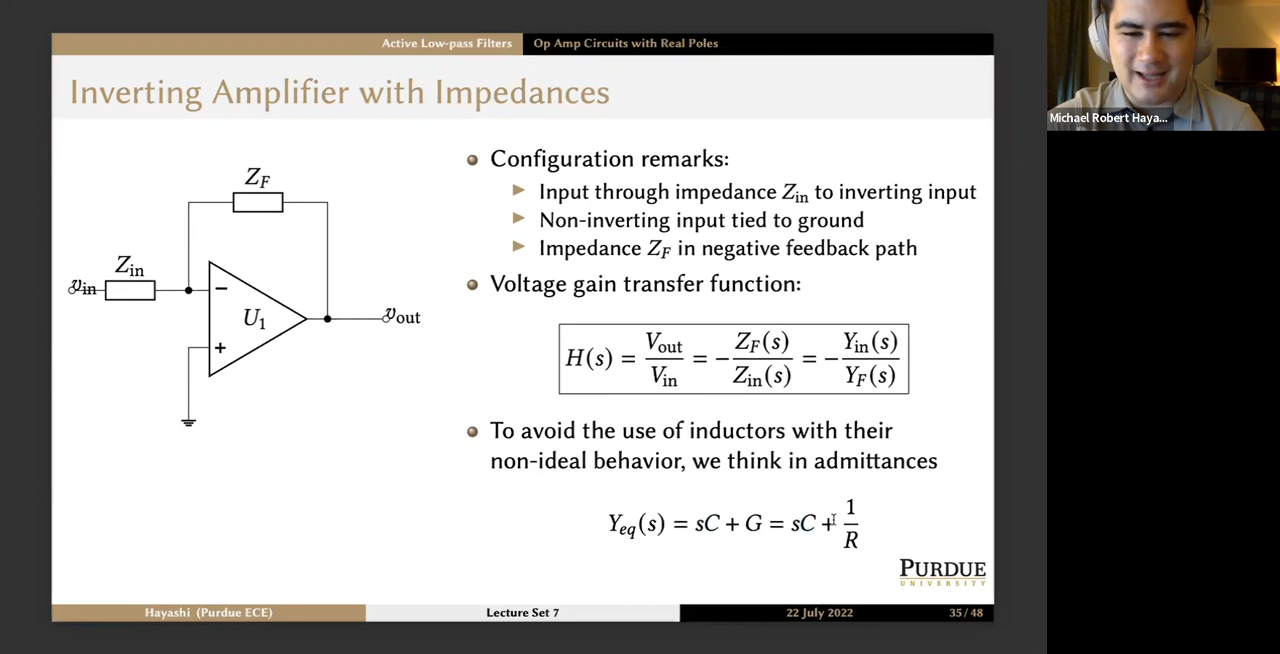 Active Low-pass Filters Op Amp Circuits with Real Poles
Inverting Amplifier with Impedances
Z_F
Z_in
v_in
−
U_1
+
v_out
Configuration remarks:
Input through impedance Z_in to inverting input
Non-inverting input tied to ground
Impedance Z_F in negative feedback path
Voltage gain transfer function:
H(s) = V_out / V_in = − Z_F(s) / Z_in(s) = − Y_in(s) / Y_F(s)
To avoid the use of inductors with their
non-ideal behavior, we think in admittances
Y_eq(s) = sC + G = sC + 1 / R
PURDUE
UNIVERSITY
Hayashi (Purdue ECE) Lecture Set 7 22 July 2022 35 / 48
Michael Robert Haya...